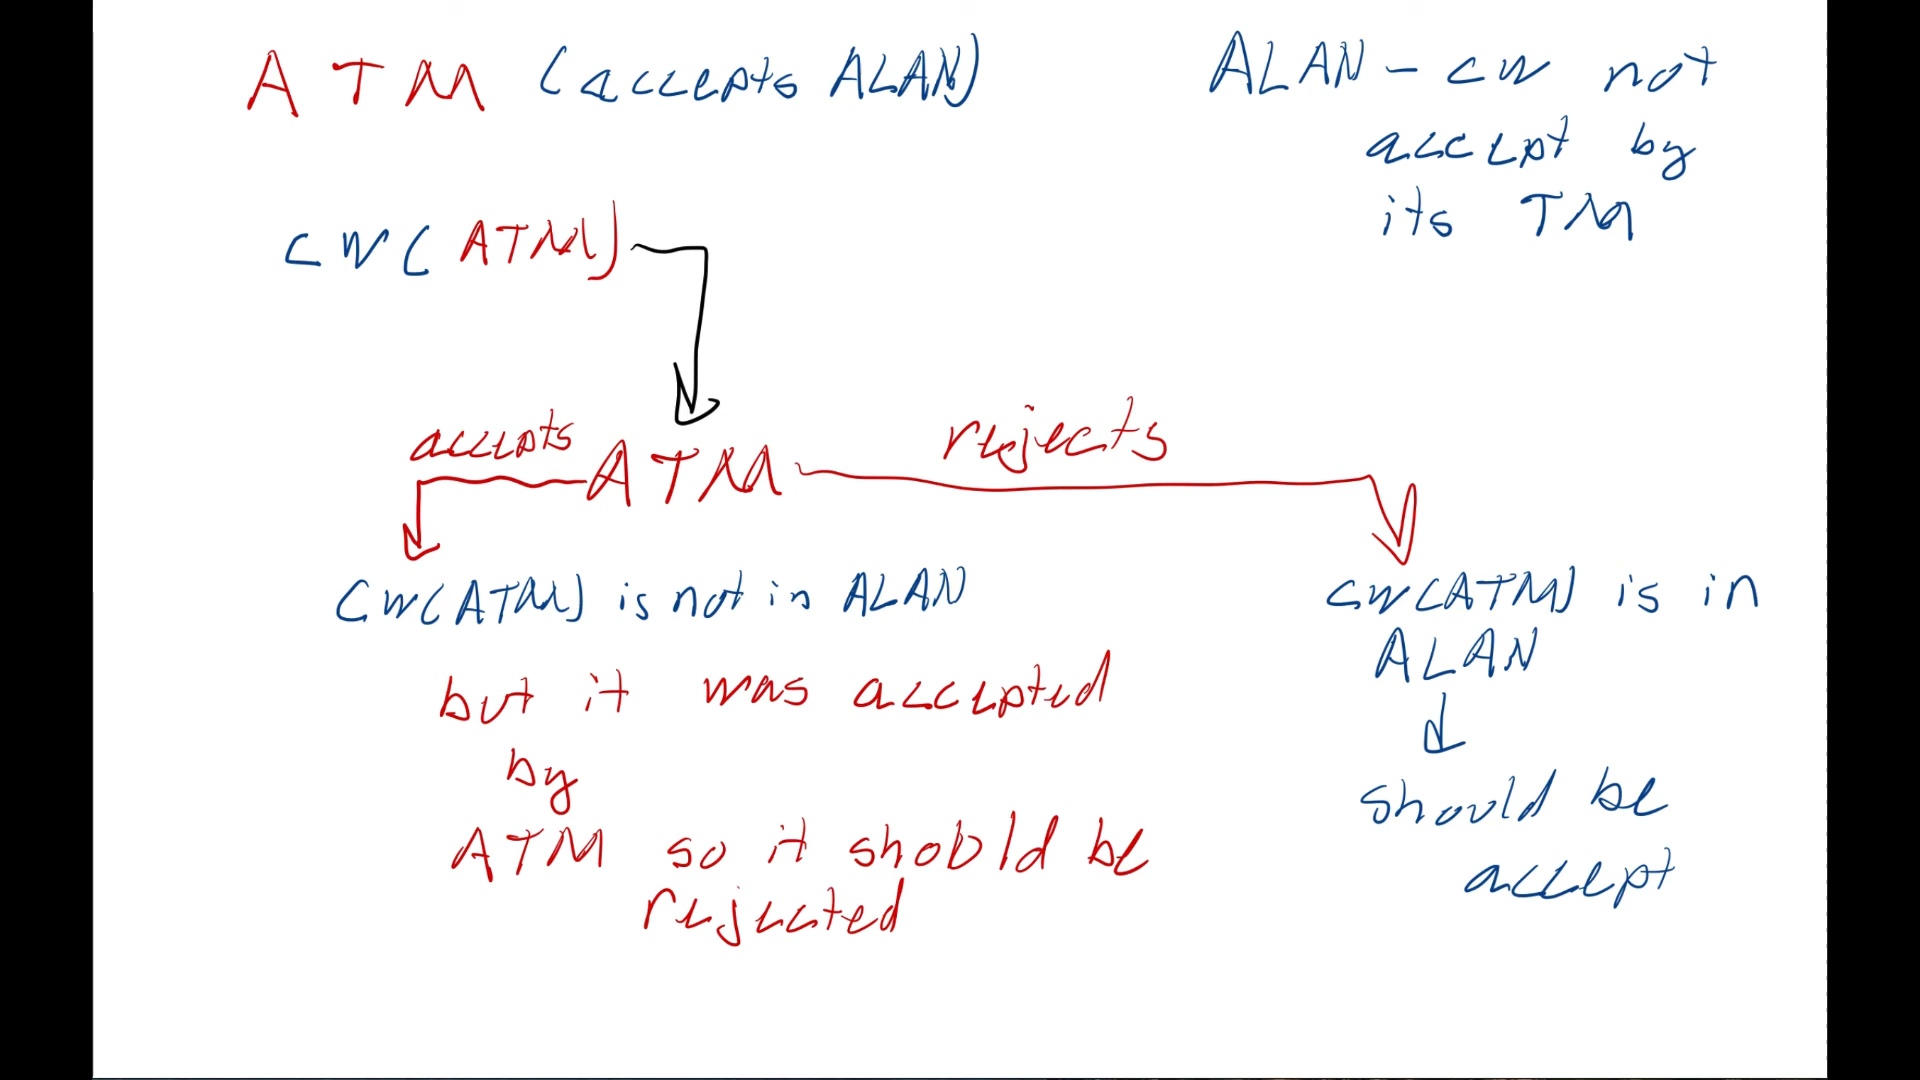 ATM (accepts ALAN)
ALAN - CW not
accept by
its TM
CW(ATM)
accepts
ATM
rejects
CW(ATM) is not in ALAN
but it was accepted
by
ATM so it should be
rejected
CW(ATM) is in
ALAN
should be
accept